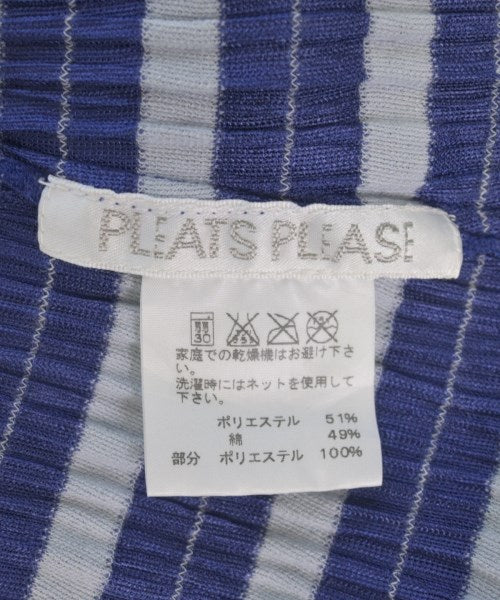 PLEATS PLEASE
30
家庭での乾燥機はお避け下さ
い。
洗濯時にはネットを使用して
下さい。
ポリエステル 51%
綿 49%
部分 ポリエステル 100%